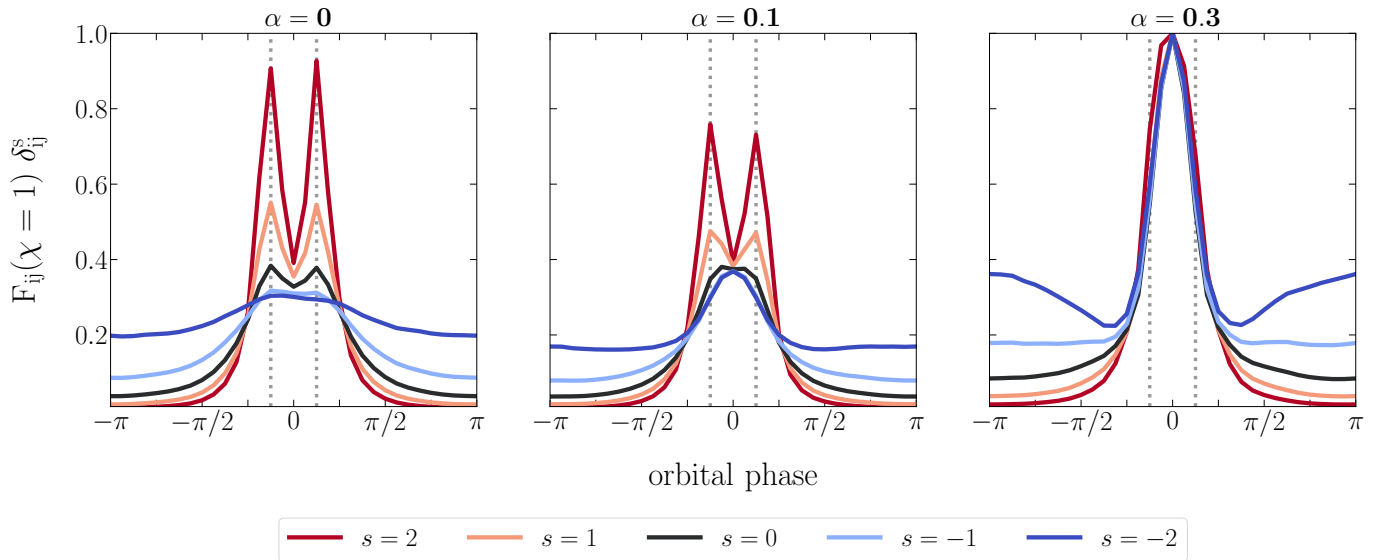 α = 0 α = 0.1 α = 0.3
1.0
0.8
0.6
0.4
0.2
F_ij(χ = 1) δ^s_ij
−π −π/2 0 π/2 π −π −π/2 0 π/2 π −π −π/2 0 π/2 π
orbital phase
s = 2 s = 1 s = 0 s = −1 s = −2